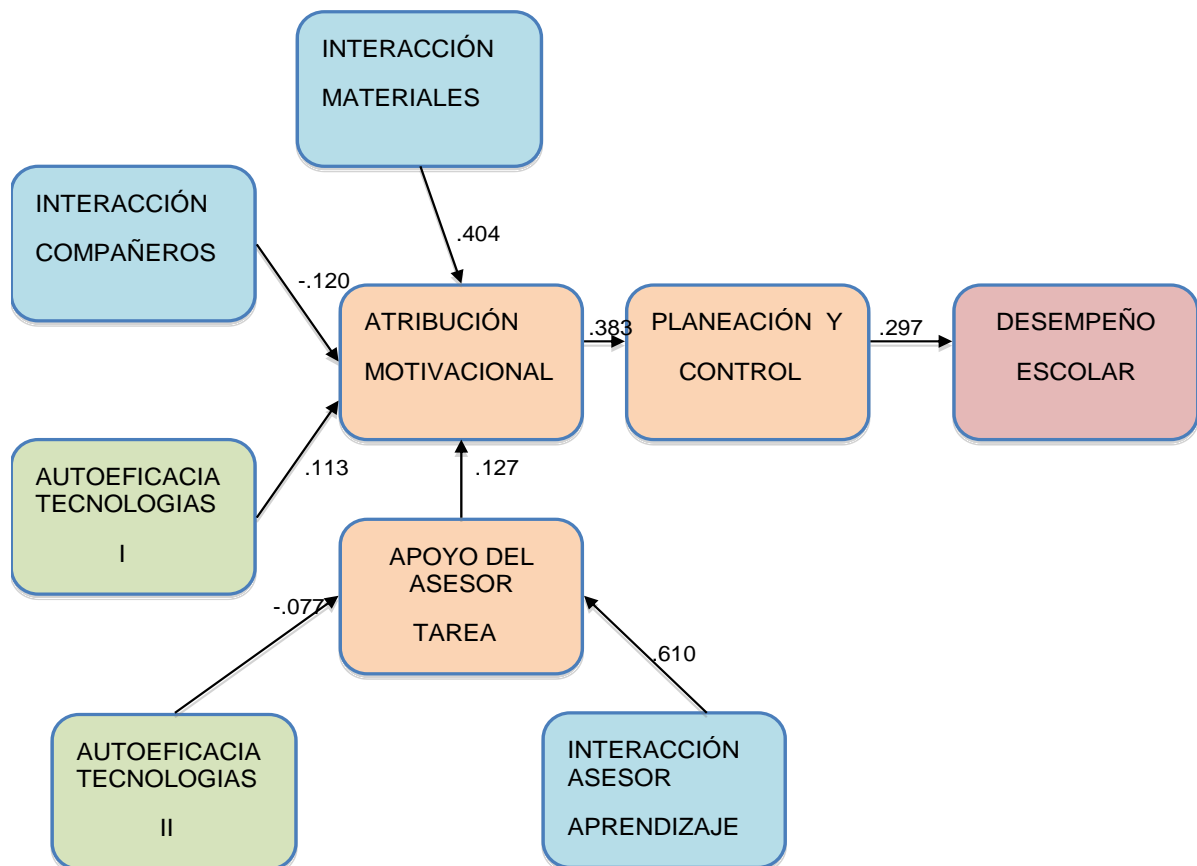 INTERACCIÓN
MATERIALES
INTERACCIÓN
COMPAÑEROS
.404
-.120
ATRIBUCIÓN
MOTIVACIONAL
.383
PLANEACIÓN Y
CONTROL
.297
DESEMPEÑO
ESCOLAR
AUTOEFICACIA
TECNOLOGIAS
I
.113
.127
APOYO DEL
ASESOR
TAREA
-.077
.610
AUTOEFICACIA
TECNOLOGIAS
II
INTERACCIÓN
ASESOR
APRENDIZAJE